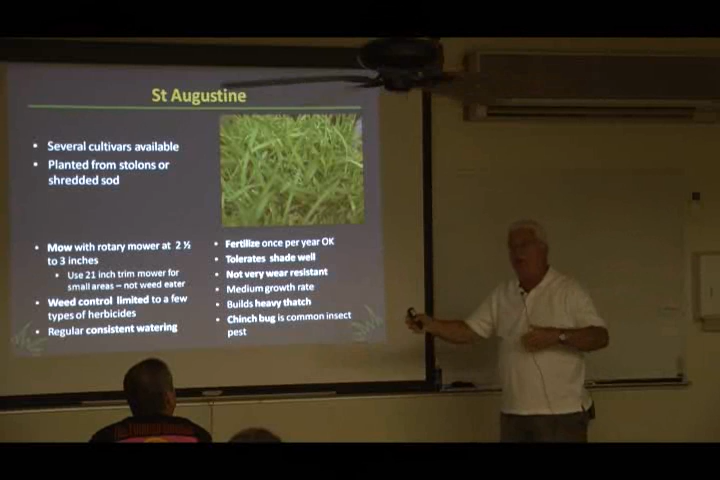 St Augustine
• Several cultivars available
• Planted from stolons or
shredded sod
• Mow with rotary mower at 2 ½
to 3 inches
• Use 21 inch trim mower for
small areas – not weed eater
• Weed control limited to a few
types of herbicides
• Regular consistent watering
• Fertilize once per year OK
• Tolerates shade well
• Not very wear resistant
• Medium growth rate
• Builds heavy thatch
• Chinch bug is common insect
pest